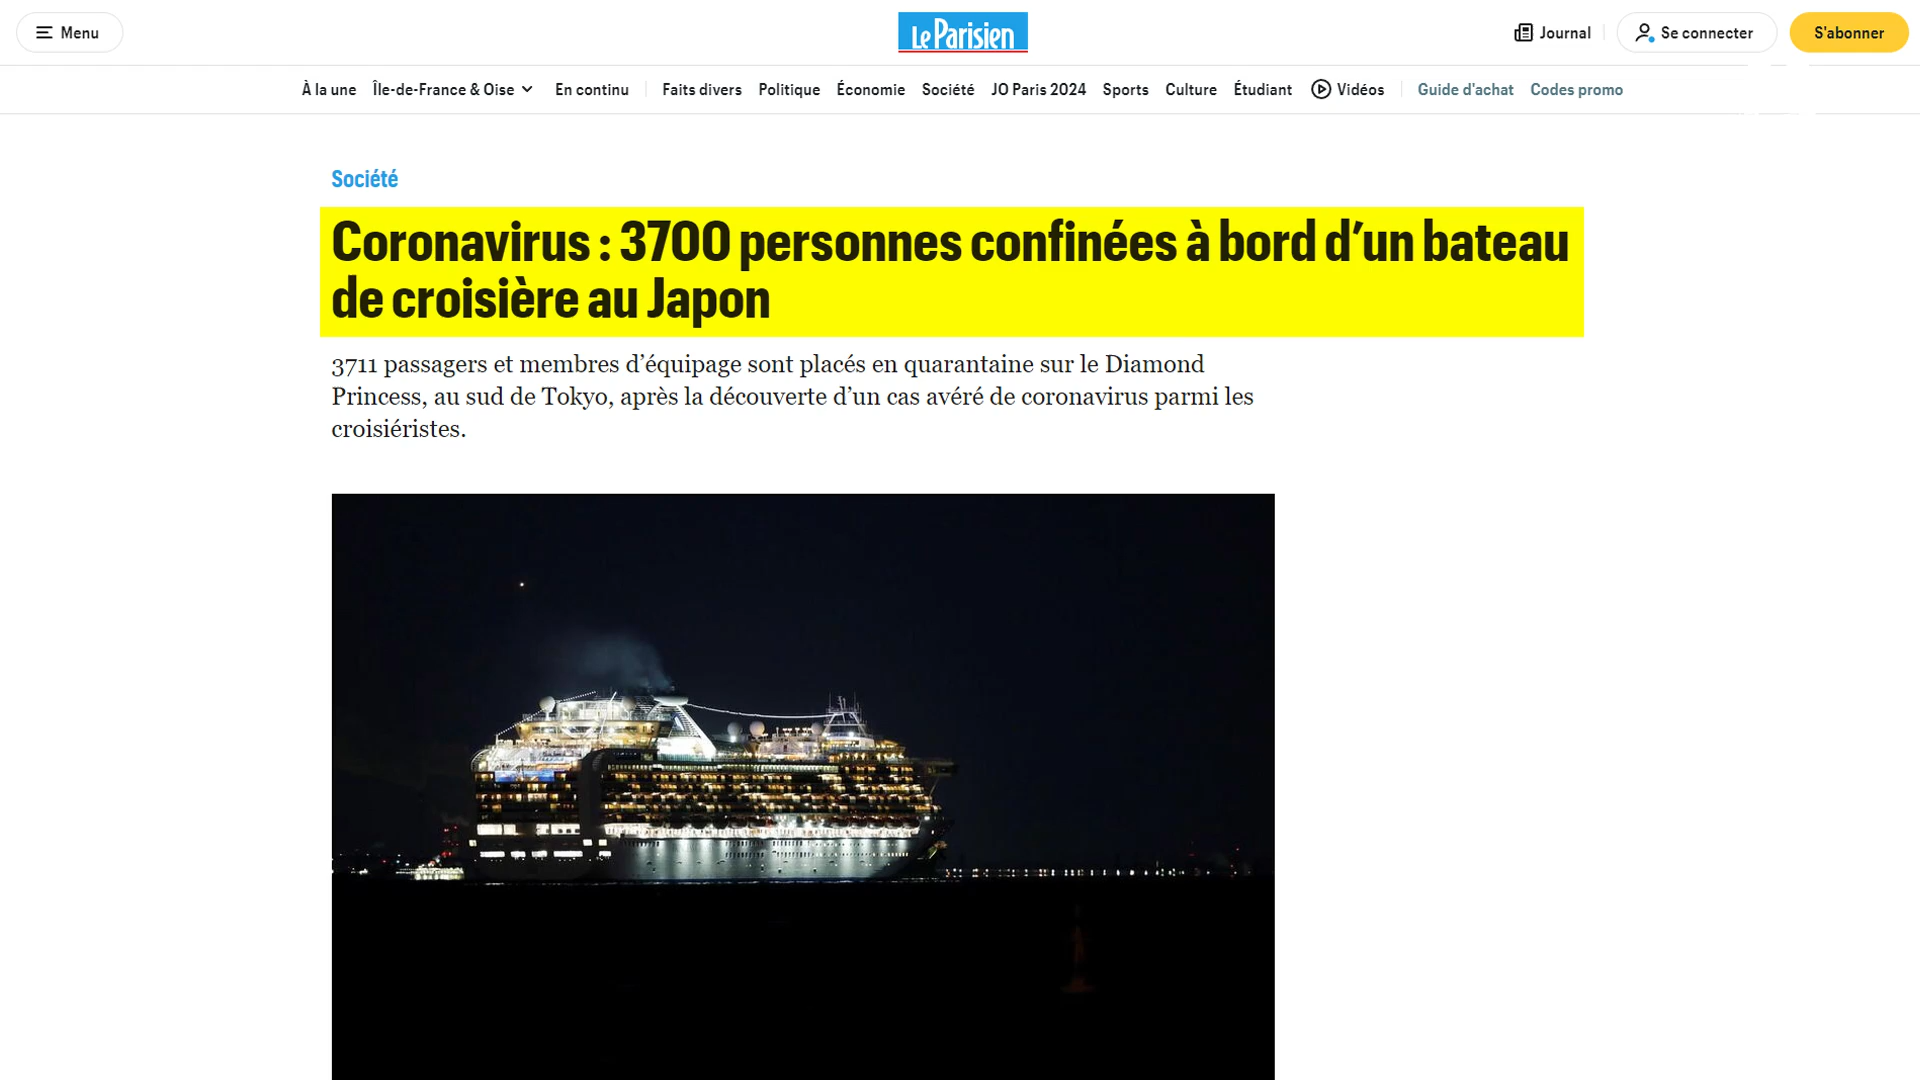 Menu
Le Parisien
Journal
Se connecter
S'abonner
À la une Île-de-France & Oise En continu Faits divers Politique Économie Société JO Paris 2024 Sports Culture Étudiant Vidéos Guide d'achat Codes promo
Société
Coronavirus : 3700 personnes confinées à bord d’un bateau
de croisière au Japon
3711 passagers et membres d’équipage sont placés en quarantaine sur le Diamond
Princess, au sud de Tokyo, après la découverte d’un cas avéré de coronavirus parmi les
croisiéristes.